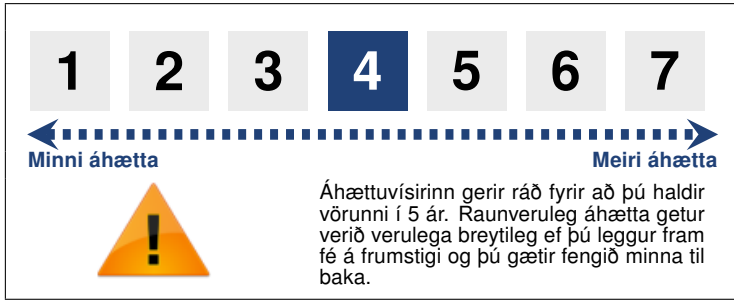 1 2 3 4 5 6 7
Minni áhætta Meiri áhætta
Áhættuvísirinn gerir ráð fyrir að þú haldir
vörunni í 5 ár. Raunveruleg áhætta getur
verið verulega breytileg ef þú leggur fram
fé á frumstigi og þú gætir fengið minna til
baka.